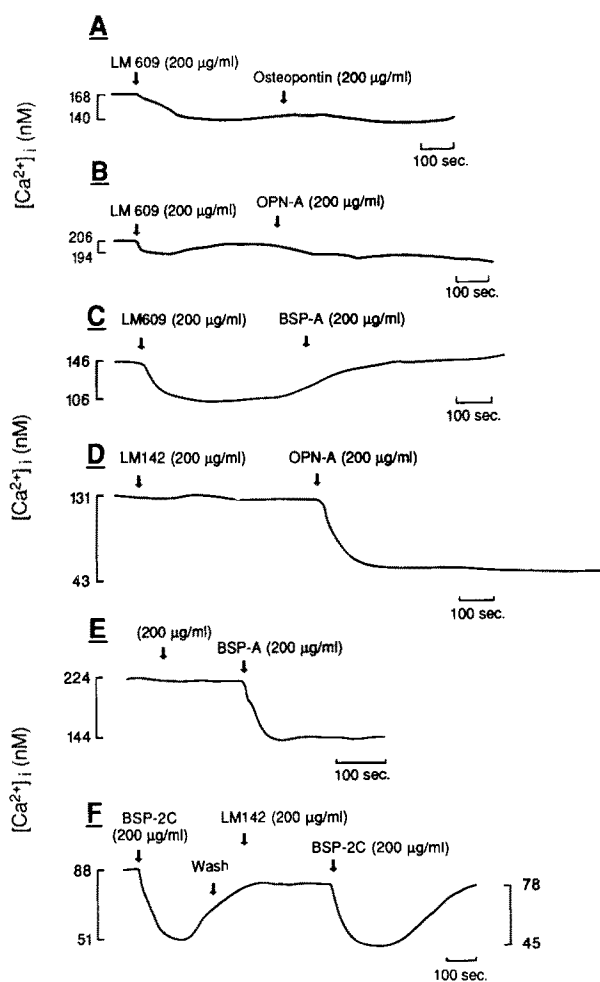 A
LM 609 (200 µg/ml)
Osteopontin (200 µg/ml)
168
140
100 sec.
[Ca2+]i (nM)
B
LM 609 (200 µg/ml)
OPN-A (200 µg/ml)
206
194
100 sec.
C
LM609 (200 µg/ml)
BSP-A (200 µg/ml)
146
106
100 sec.
[Ca2+]i (nM)
D
LM142 (200 µg/ml)
OPN-A (200 µg/ml)
131
43
100 sec.
E
(200 µg/ml)
BSP-A (200 µg/ml)
224
144
100 sec.
[Ca2+]i (nM)
F
BSP-2C
(200 µg/ml)
LM142 (200 µg/ml)
Wash
BSP-2C (200 µg/ml)
88
51
78
45
100 sec.